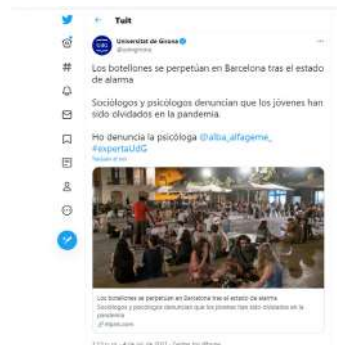 Tuit
Universitat de Girona
@univgirona
Los botellones se perpetúan en Barcelona tras el estado
de alarma
Sociólogos y psicólogos denuncian que los jóvenes han
sido olvidados en la pandemia.
Ho denuncia la psicóloga @alba_alfageme_
#expertaUdG
Los botellones se perpetúan en Barcelona tras el estado de alarma
Sociólogos y psicólogos denuncian que los jóvenes han sido olvidados en la
pandemia